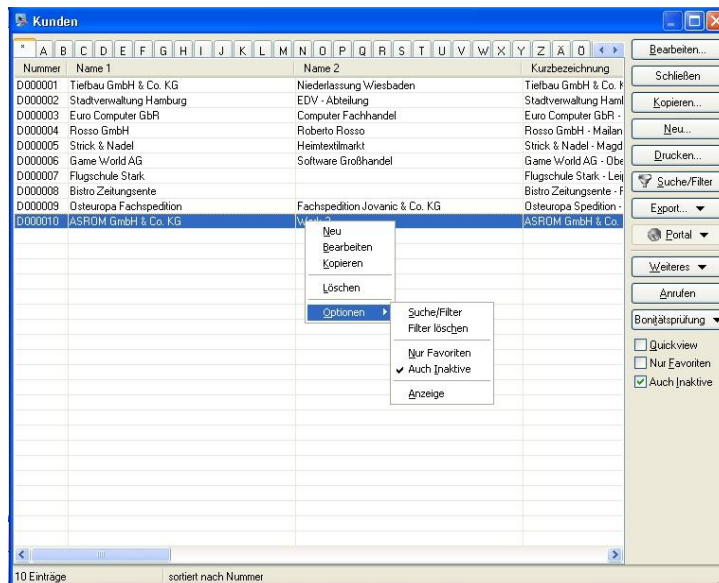 Kunden
* A B C D E F G H I J K L M N O P Q R S T U V W X Y Z Ä Ö
Nummer Name 1 Name 2 Kurzbezeichnung
D000001 Tiefbau GmbH & Co. KG Niederlassung Wiesbaden Tiefbau GmbH & Co. K
D000002 Stadtverwaltung Hamburg EDV - Abteilung Stadtverwaltung Haml
D000003 Euro Computer GbR Computer Fachhandel Euro Computer GbR -
D000004 Rosso GmbH Roberto Rosso Rosso GmbH - Mailan
D000005 Strick & Nadel Heimtextilmarkt Strick & Nadel - Magd
D000006 Game World AG Software Großhandel Game World AG - Obe
D000007 Flugschule Stark Flugschule Stark - Leip
D000008 Bistro Zeitungsente Bistro Zeitungsente - F
D000009 Osteuropa Fachspedition Fachspedition Jovanic & Co. KG Osteuropa Spedition -
D000010 ASROM GmbH & Co. KG ASROM GmbH & Co.
Neu
Bearbeiten
Kopieren
Löschen
Optionen
Suche/Filter
Filter löschen
Nur Favoriten
Auch Inaktive
Anzeige
Bearbeiten...
Schließen
Kopieren...
Neu...
Drucken...
Suche/Filter
Export...
Portal
Weiteres
Anrufen
Bonitätsprüfung
Quickview
Nur Favoriten
Auch Inaktive
10 Einträge sortiert nach Nummer